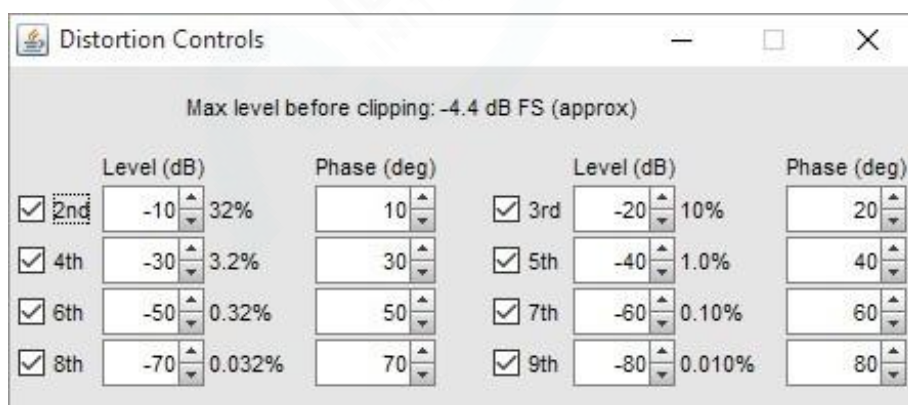 Distortion Controls
Max level before clipping: -4.4 dB FS (approx)
Level (dB) Phase (deg) Level (dB) Phase (deg)
2nd -10 32% 10 3rd -20 10% 20
4th -30 3.2% 30 5th -40 1.0% 40
6th -50 0.32% 50 7th -60 0.10% 60
8th -70 0.032% 70 9th -80 0.010% 80